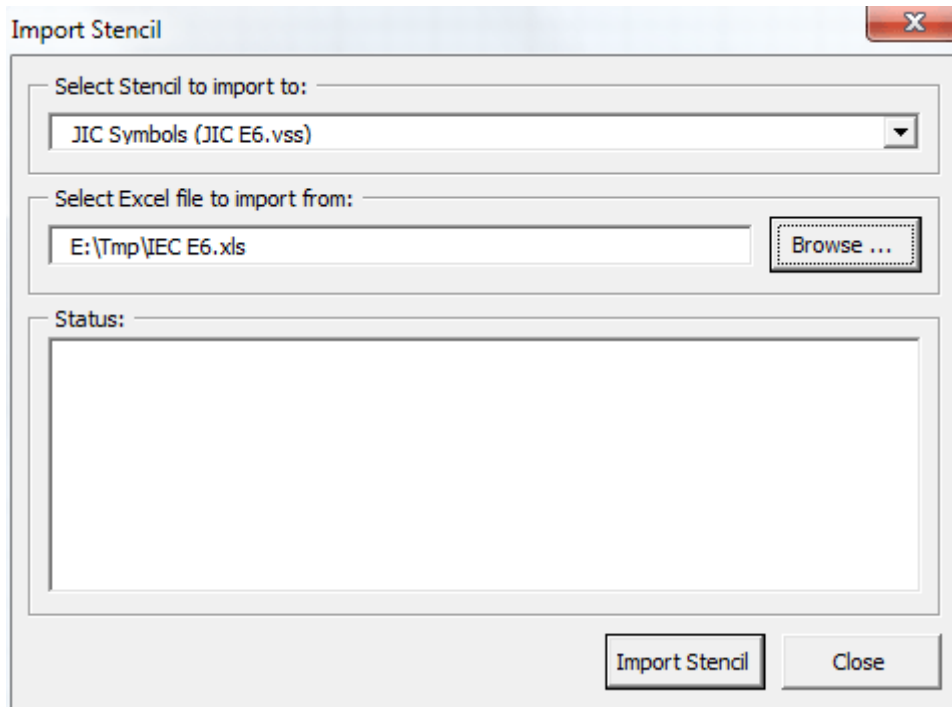 Import Stencil
Select Stencil to import to:
JIC Symbols (JIC E6.vss)
Select Excel file to import from:
E:\Tmp\IEC E6.xls
Browse ...
Status:
Import Stencil
Close